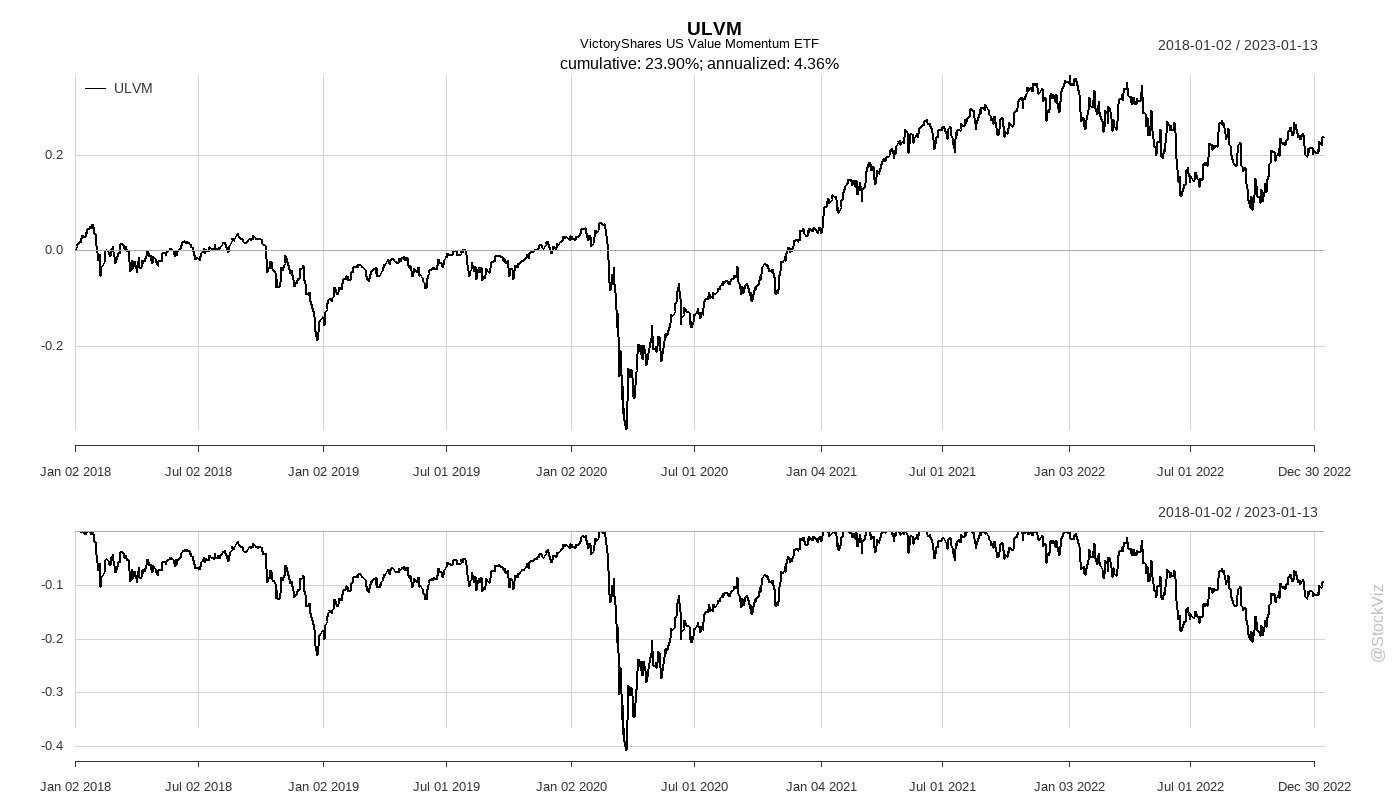 ULVM
VictoryShares US Value Momentum ETF
cumulative: 23.90%; annualized: 4.36%
2018-01-02 / 2023-01-13
ULVM
0.2
0.0
-0.2
Jan 02 2018 Jul 02 2018 Jan 02 2019 Jul 01 2019 Jan 02 2020 Jul 01 2020 Jan 04 2021 Jul 01 2021 Jan 03 2022 Jul 01 2022 Dec 30 2022
2018-01-02 / 2023-01-13
-0.1
-0.2
-0.3
-0.4
Jan 02 2018 Jul 02 2018 Jan 02 2019 Jul 01 2019 Jan 02 2020 Jul 01 2020 Jan 04 2021 Jul 01 2021 Jan 03 2022 Jul 01 2022 Dec 30 2022
@StockViz